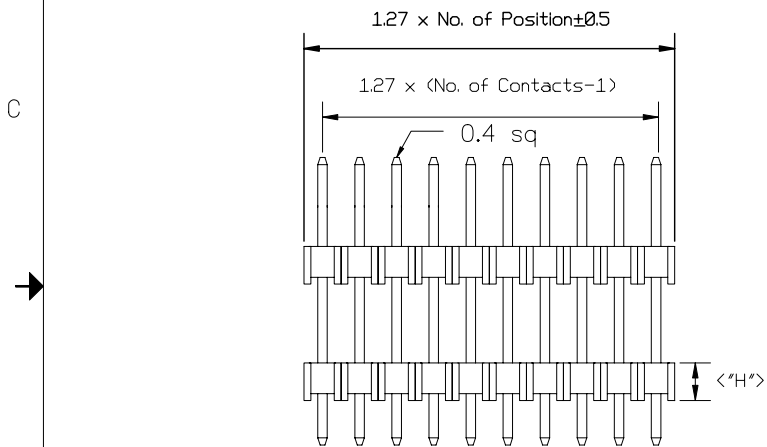 1.27 x No. of Position±0.5
1.27 x (No. of Contacts-1)
C
0.4 sq
<"H">